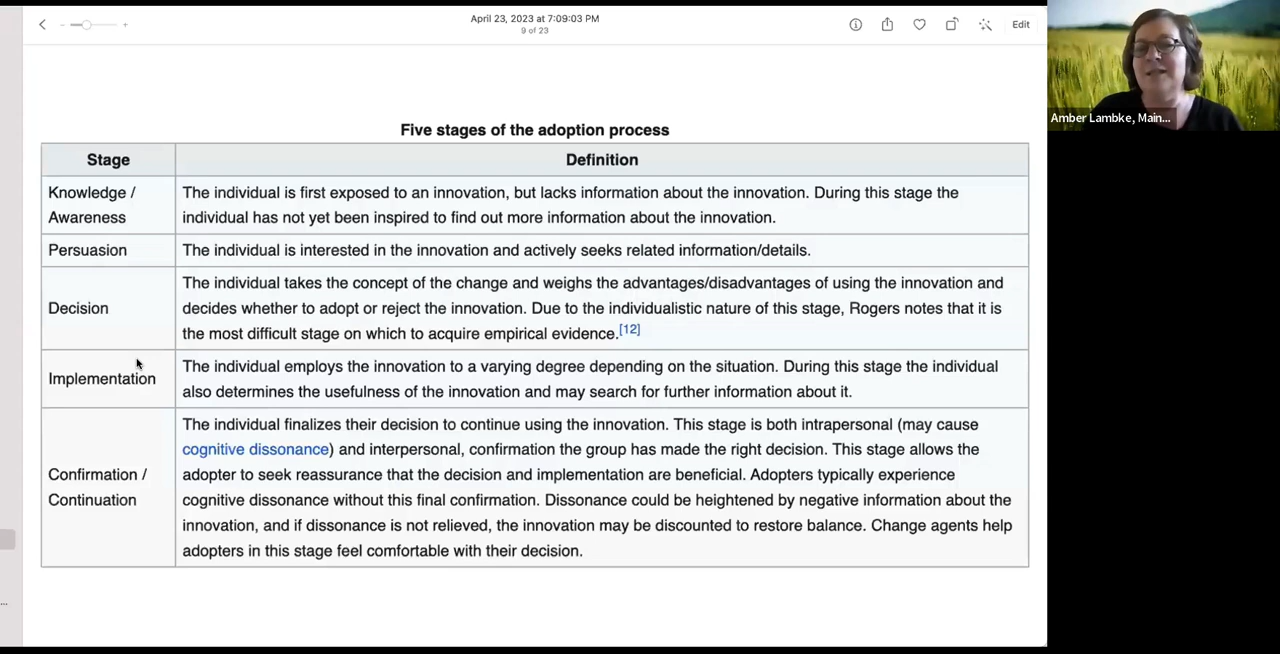 April 23, 2023 at 7:09:03 PM
9 of 23
Edit
Amber Lambke, Main...
Five stages of the adoption process
Stage
Definition
Knowledge /
Awareness
The individual is first exposed to an innovation, but lacks information about the innovation. During this stage the
individual has not yet been inspired to find out more information about the innovation.
Persuasion
The individual is interested in the innovation and actively seeks related information/details.
Decision
The individual takes the concept of the change and weighs the advantages/disadvantages of using the innovation and
decides whether to adopt or reject the innovation. Due to the individualistic nature of this stage, Rogers notes that it is
the most difficult stage on which to acquire empirical evidence.[12]
Implementation
The individual employs the innovation to a varying degree depending on the situation. During this stage the individual
also determines the usefulness of the innovation and may search for further information about it.
Confirmation /
Continuation
The individual finalizes their decision to continue using the innovation. This stage is both intrapersonal (may cause
cognitive dissonance) and interpersonal, confirmation the group has made the right decision. This stage allows the
adopter to seek reassurance that the decision and implementation are beneficial. Adopters typically experience
cognitive dissonance without this final confirmation. Dissonance could be heightened by negative information about the
innovation, and if dissonance is not relieved, the innovation may be discounted to restore balance. Change agents help
adopters in this stage feel comfortable with their decision.
...